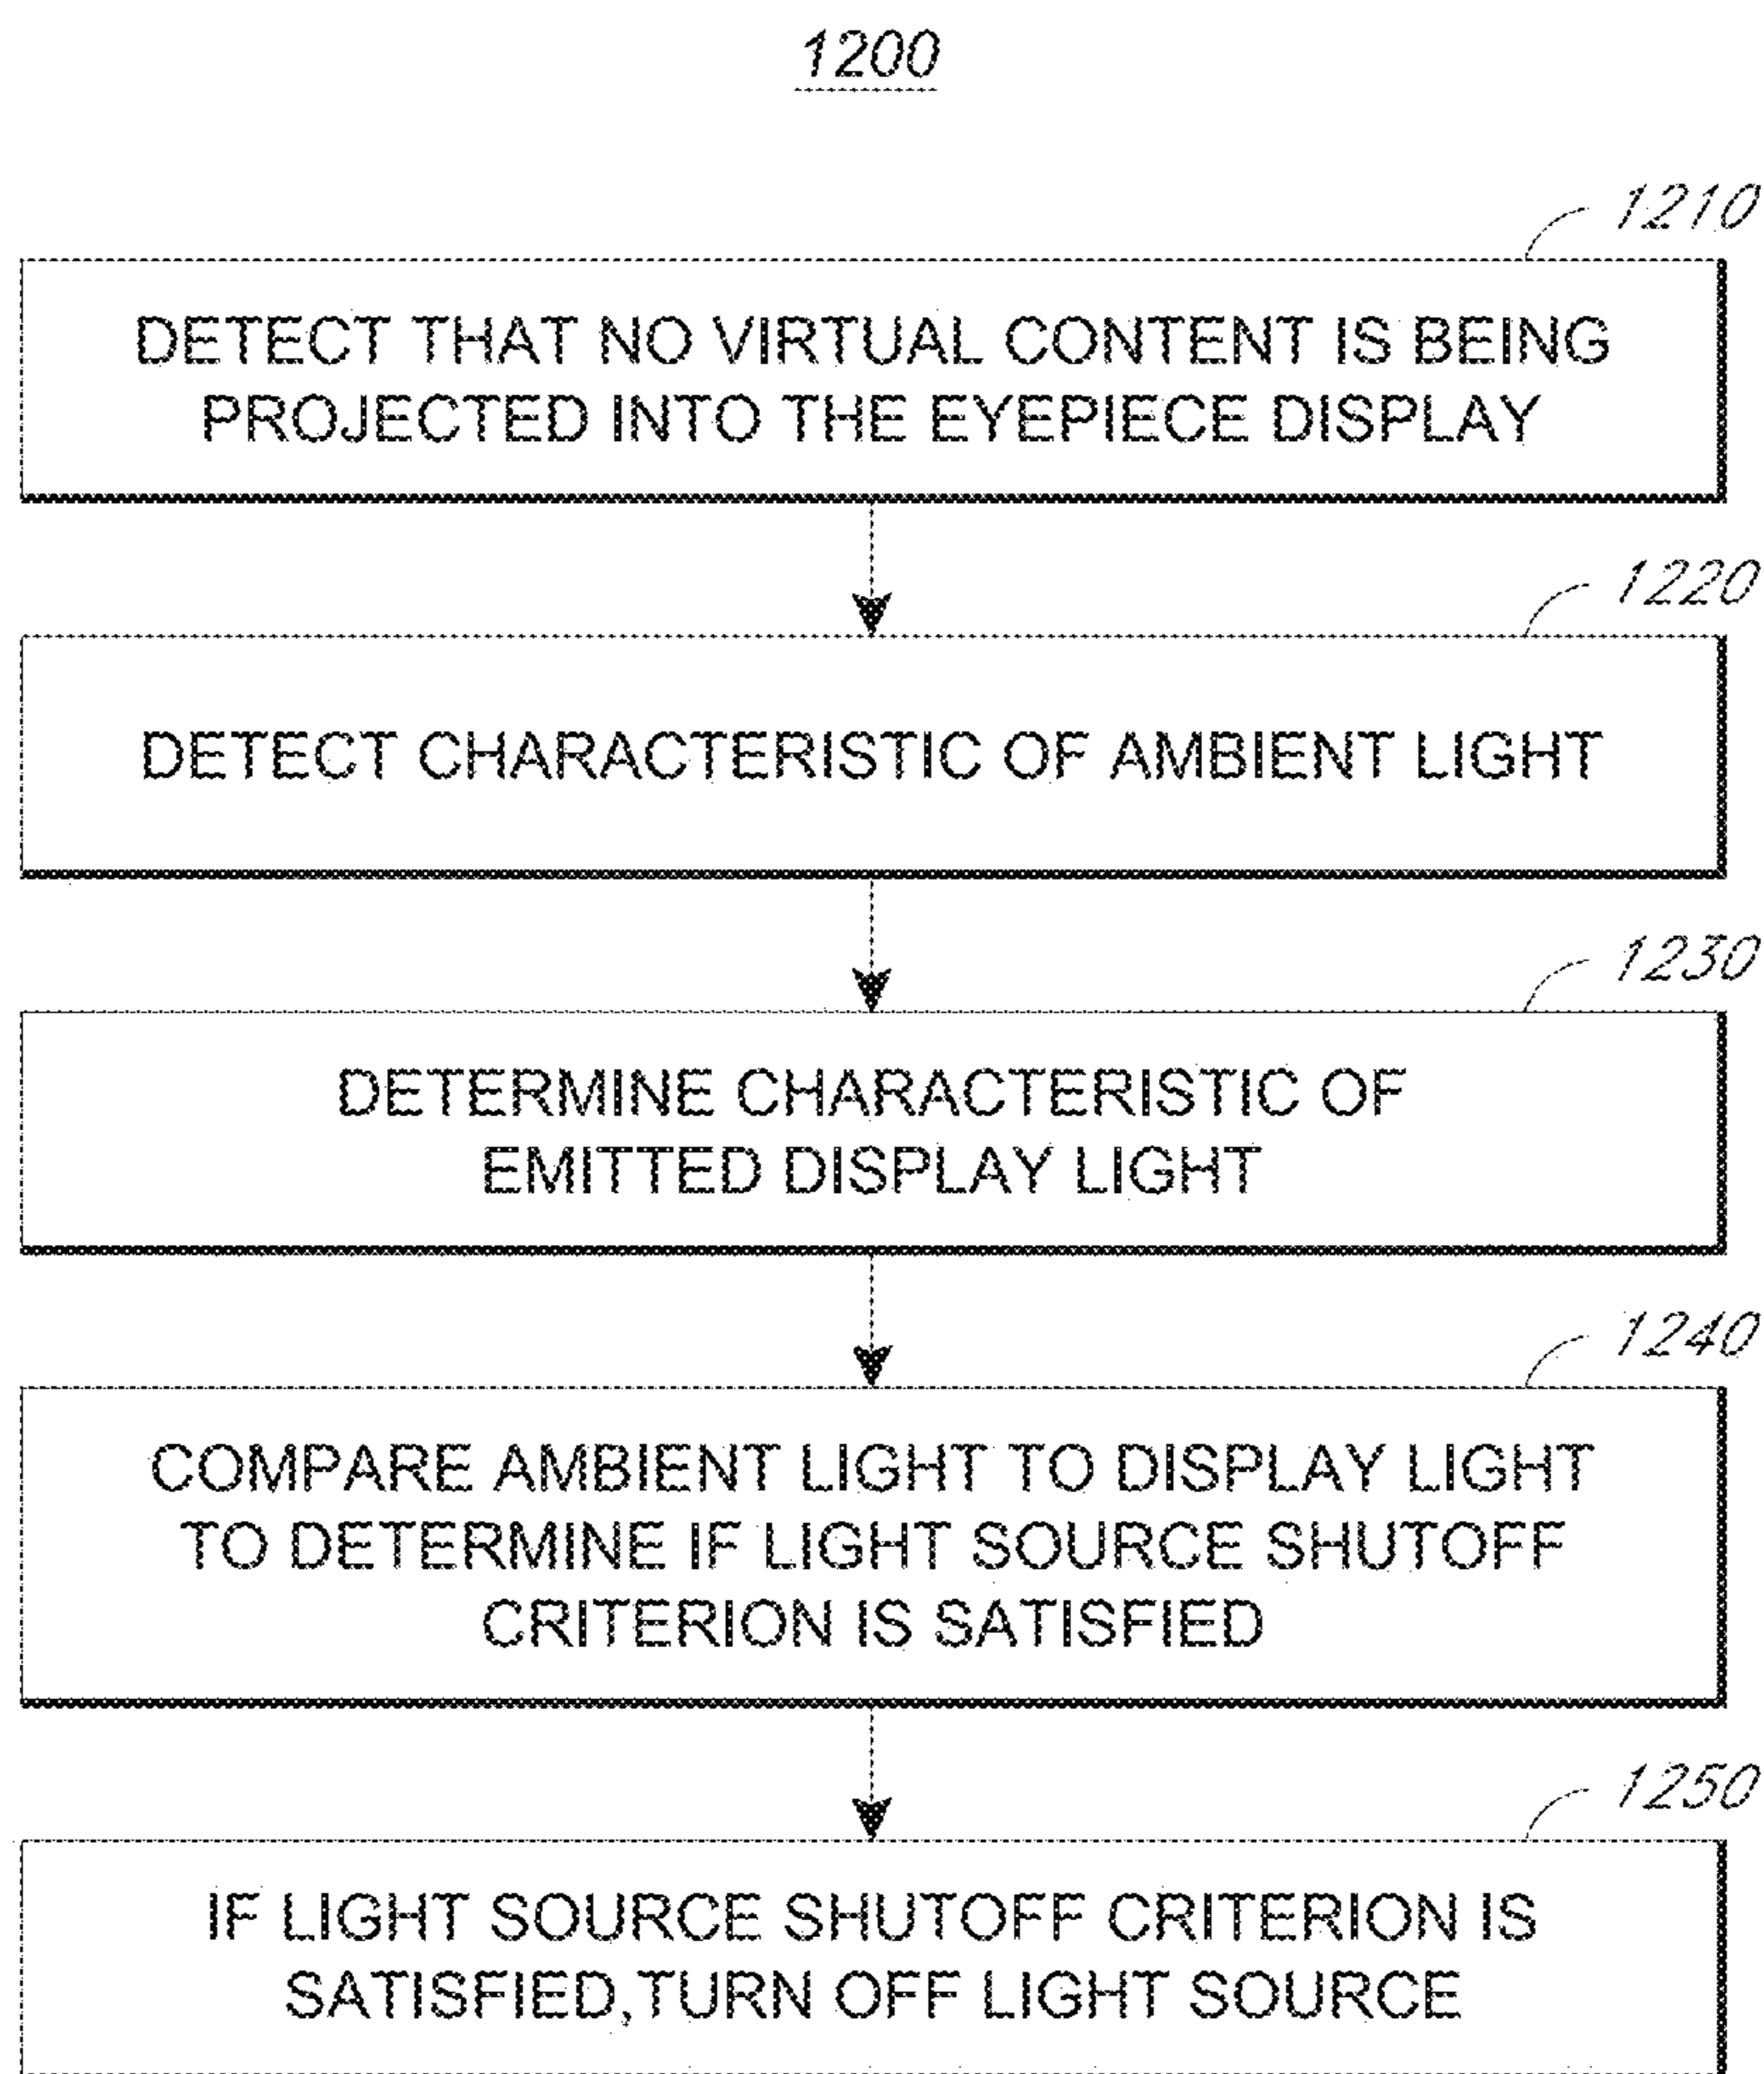 1200
1210
DETECT THAT NO VIRTUAL CONTENT IS BEING
PROJECTED INTO THE EYEPIECE DISPLAY
1220
DETECT CHARACTERISTIC OF AMBIENT LIGHT
1230
DETERMINE CHARACTERISTIC OF
EMITTED DISPLAY LIGHT
1240
COMPARE AMBIENT LIGHT TO DISPLAY LIGHT
TO DETERMINE IF LIGHT SOURCE SHUTOFF
CRITERION IS SATISFIED
1250
IF LIGHT SOURCE SHUTOFF CRITERION IS
SATISFIED,TURN OFF LIGHT SOURCE